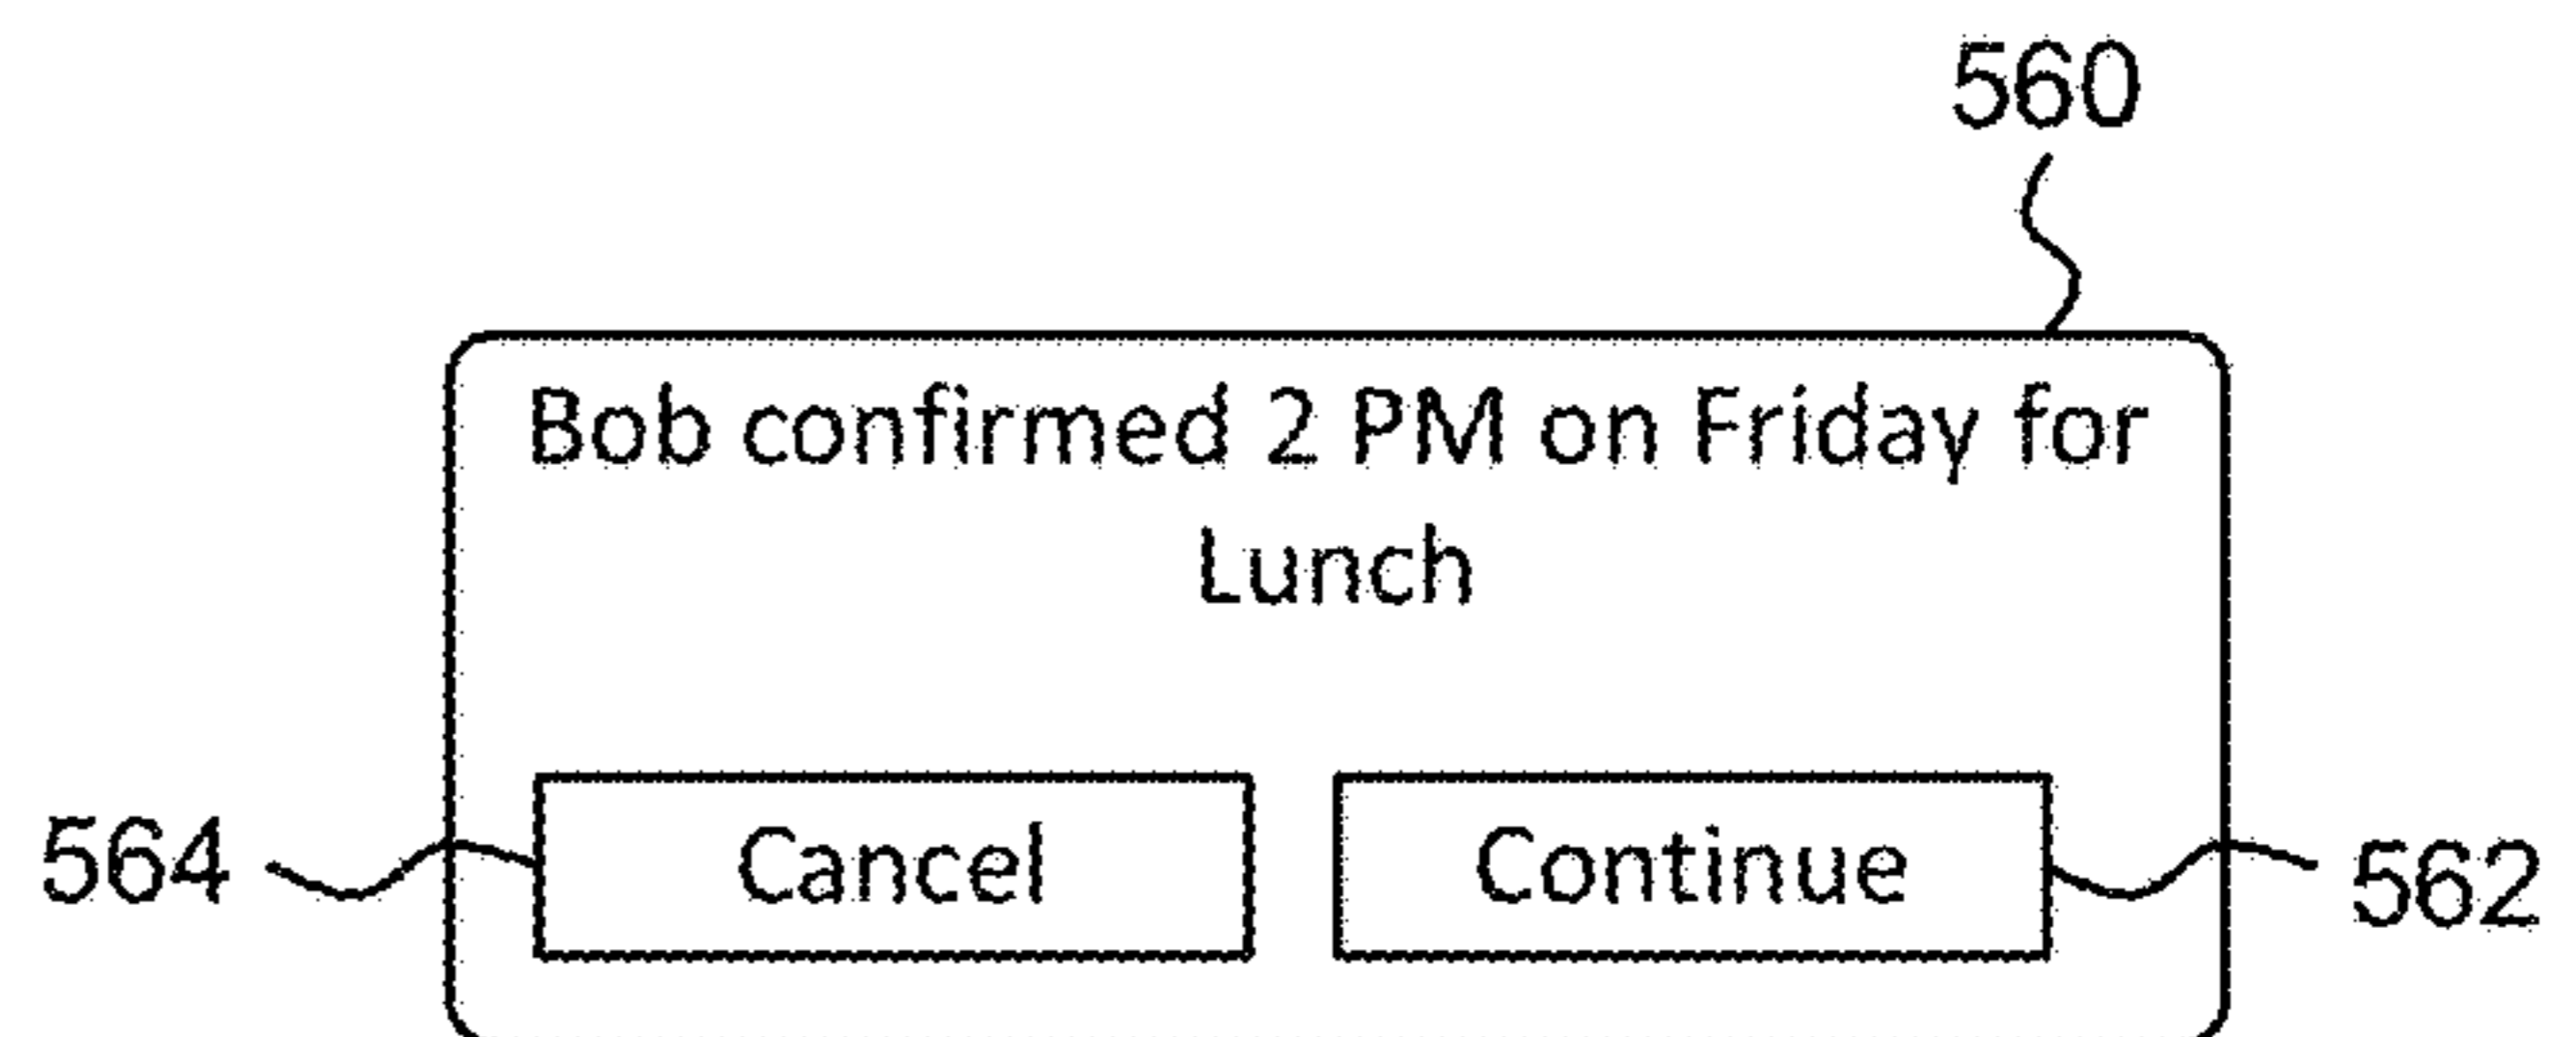 560
Bob confirmed 2 PM on Friday for
Lunch
564
Cancel
Continue
562